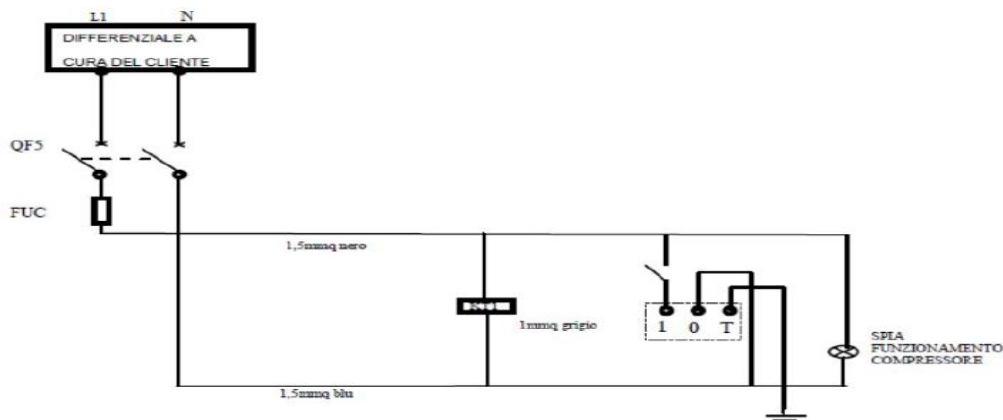 L1 N
DIFFERENZIALE A
CURA DEL CLIENTE
QF5
FUC
1,5mmq nero
1mmq grigio
1 0 T
SPIA
FUNZIONAMENTO
COMPRESSORE
1,5mmq blu